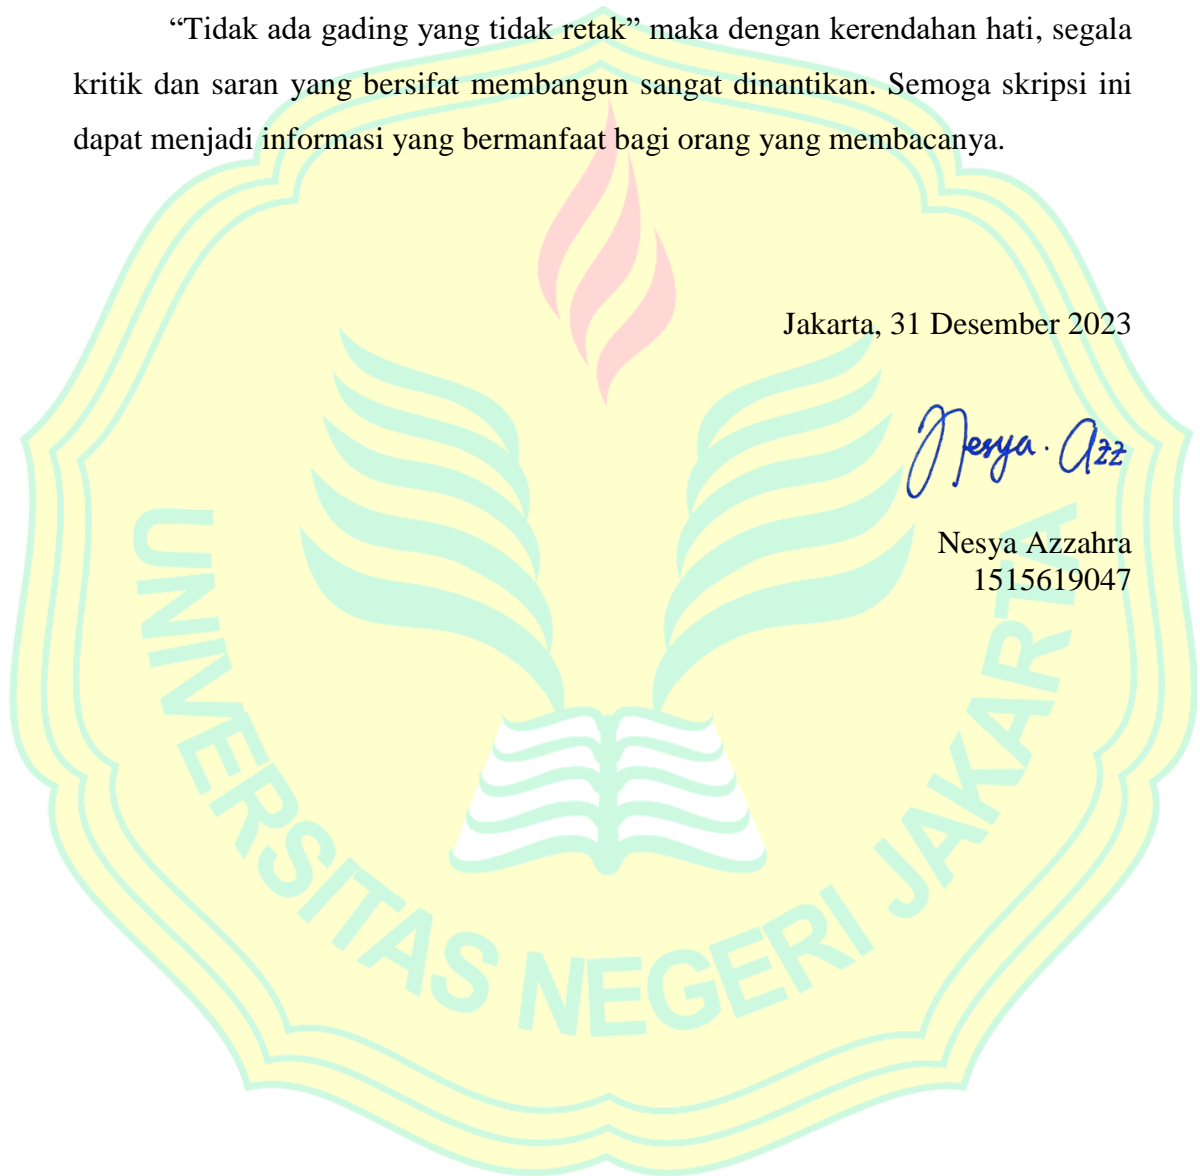 “Tidak ada gading yang tidak retak” maka dengan kerendahan hati, segala
kritik dan saran yang bersifat membangun sangat dinantikan. Semoga skripsi ini
dapat menjadi informasi yang bermanfaat bagi orang yang membacanya.
Jakarta, 31 Desember 2023
Nesya . Azz
Nesya Azzahra
1515619047
UNIVERSITAS NEGERI JAKARTA